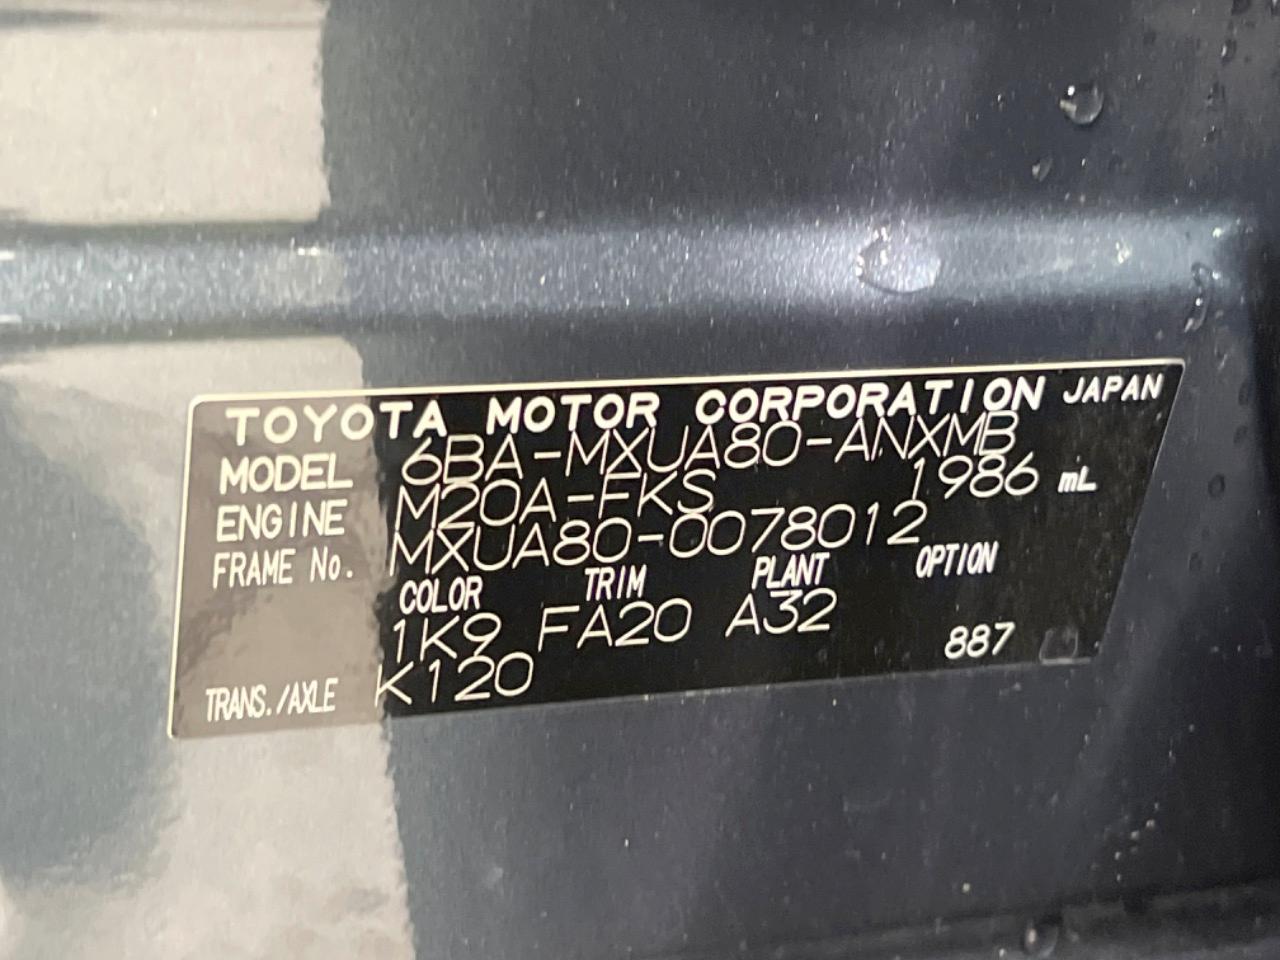 TOYOTA MOTOR CORPORATION JAPAN
MODEL 6BA-MXUA80-ANXMB
ENGINE M20A-FKS 1986 mL
FRAME No. MXUA80-0078012
COLOR TRIM PLANT OPTION
1K9 FA20 A32
TRANS./AXLE K120 887